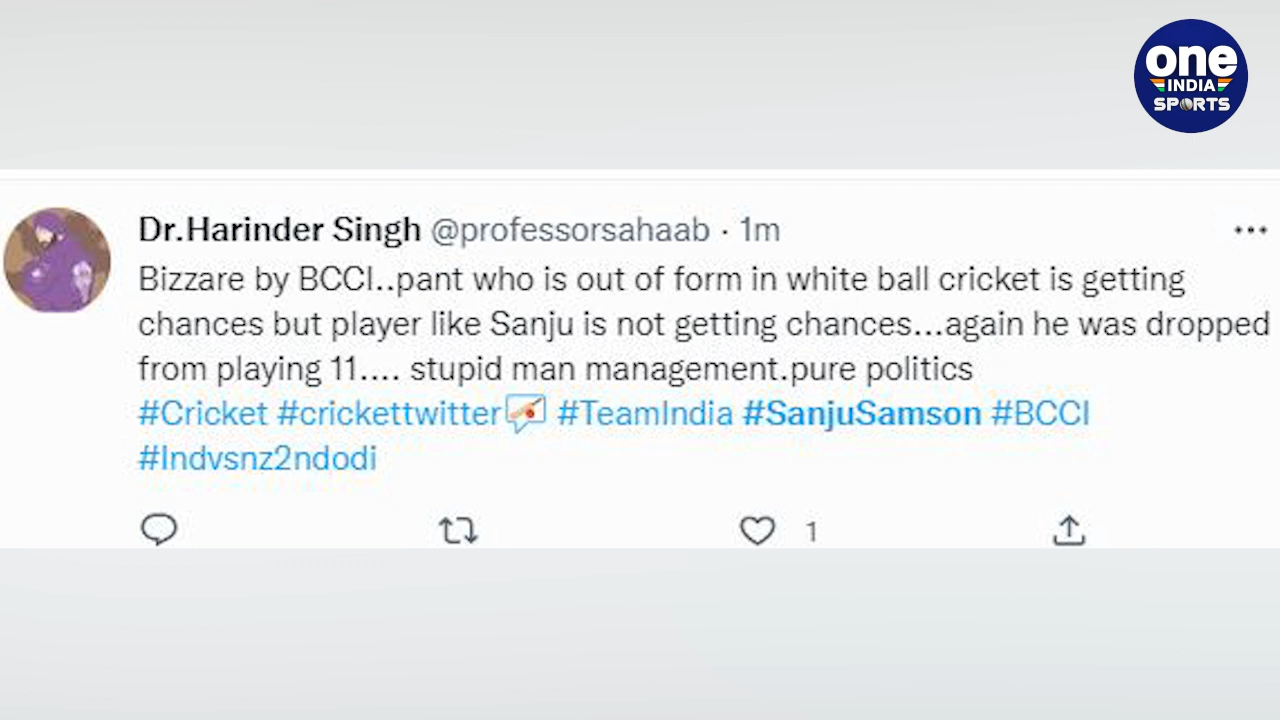 one
INDIA
SPORTS
Dr.Harinder Singh @professorsahaab · 1m
Bizzare by BCCI..pant who is out of form in white ball cricket is getting
chances but player like Sanju is not getting chances...again he was dropped
from playing 11.... stupid man management.pure politics
#Cricket #crickettwitter #TeamIndia #SanjuSamson #BCCI
#Indvsnz2ndodi
1